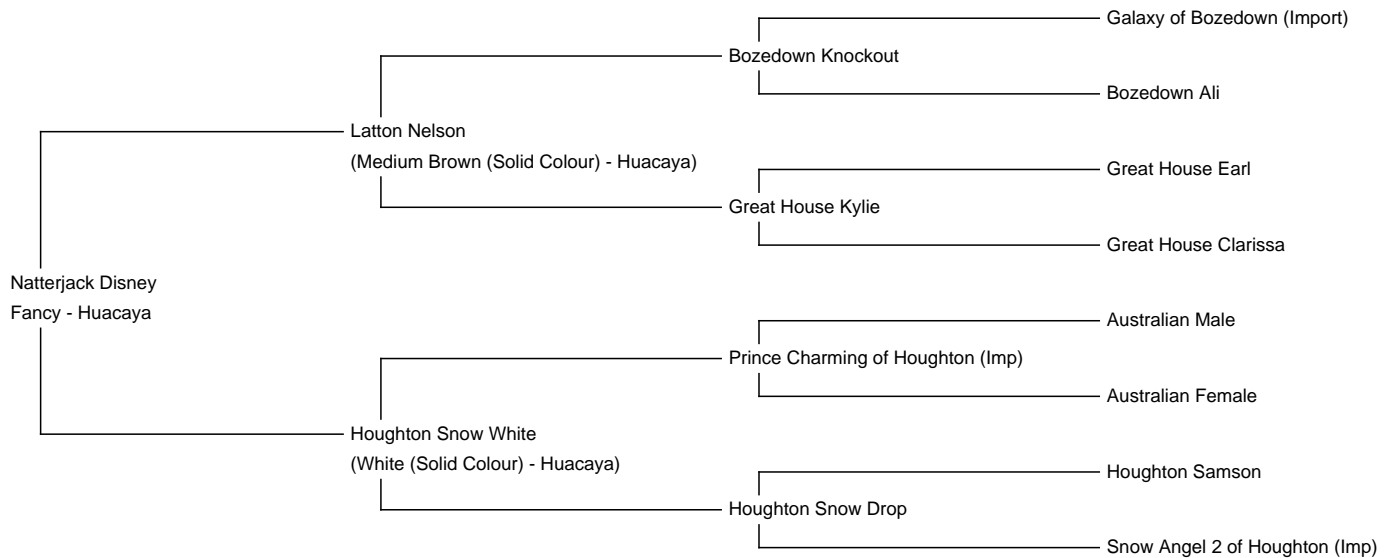 Galaxy of Bozedown (Import)
Bozedown Knockout
Bozedown Ali
Latton Nelson
(Medium Brown (Solid Colour) - Huacaya)
Great House Earl
Great House Kylie
Great House Clarissa
Natterjack Disney
Fancy - Huacaya
Australian Male
Prince Charming of Houghton (Imp)
Australian Female
Houghton Snow White
(White (Solid Colour) - Huacaya)
Houghton Samson
Houghton Snow Drop
Snow Angel 2 of Houghton (Imp)